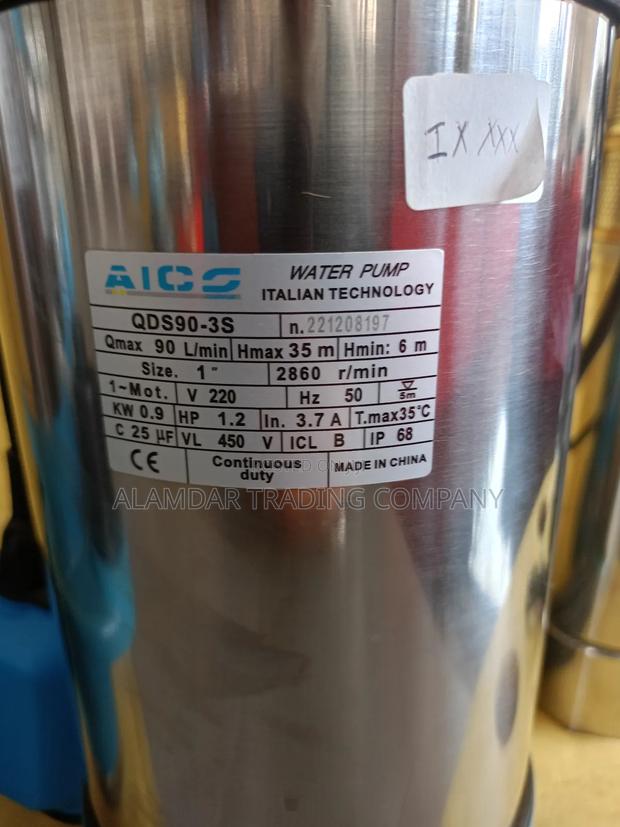 IX XXX
AICS WATER PUMP
ITALIAN TECHNOLOGY
QDS90-3S n.221208197
Qmax 90 L/min Hmax 35 m Hmin: 6 m
Size. 1" 2860 r/min
1~Mot. V 220 Hz 50 5m
KW 0.9 HP 1.2 In. 3.7 A T.max35°C
C 25 µF VL 450 V ICL B IP 68
CE Continuous duty MADE IN CHINA
ALAMDAR TRADING COMPANY